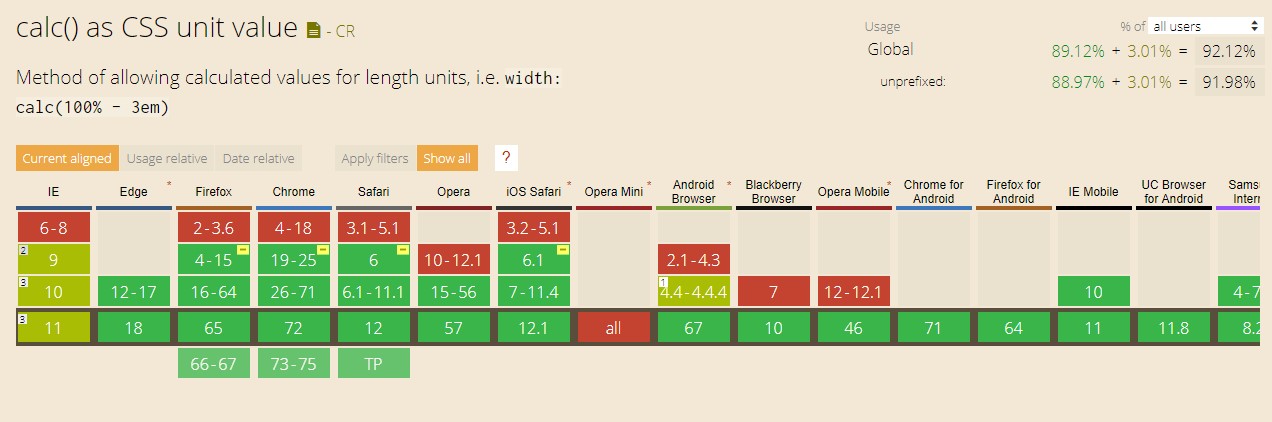 calc() as CSS unit value - CR
Usage % of all users
Global 89.12% + 3.01% = 92.12%
unprefixed: 88.97% + 3.01% = 91.98%
Method of allowing calculated values for length units, i.e. width:
calc(100% - 3em)
Current aligned Usage relative Date relative Apply filters Show all ?
IE Edge * Firefox Chrome Safari Opera iOS Safari * Opera Mini * Android Browser * Blackberry Browser Opera Mobile * Chrome for Android Firefox for Android IE Mobile UC Browser for Android
6-8 2-3.6 4-18 3.1-5.1 3.2-5.1
2 9 4-15 19-25 6 10-12.1 6.1 2.1-4.3
3 10 12-17 16-64 26-71 6.1-11.1 15-56 7-11.4 1 4.4-4.4.4 7 12-12.1 10 4-7
3 11 18 65 72 12 57 12.1 all 67 10 46 71 64 11 11.8 8.2
66-67 73-75 TP